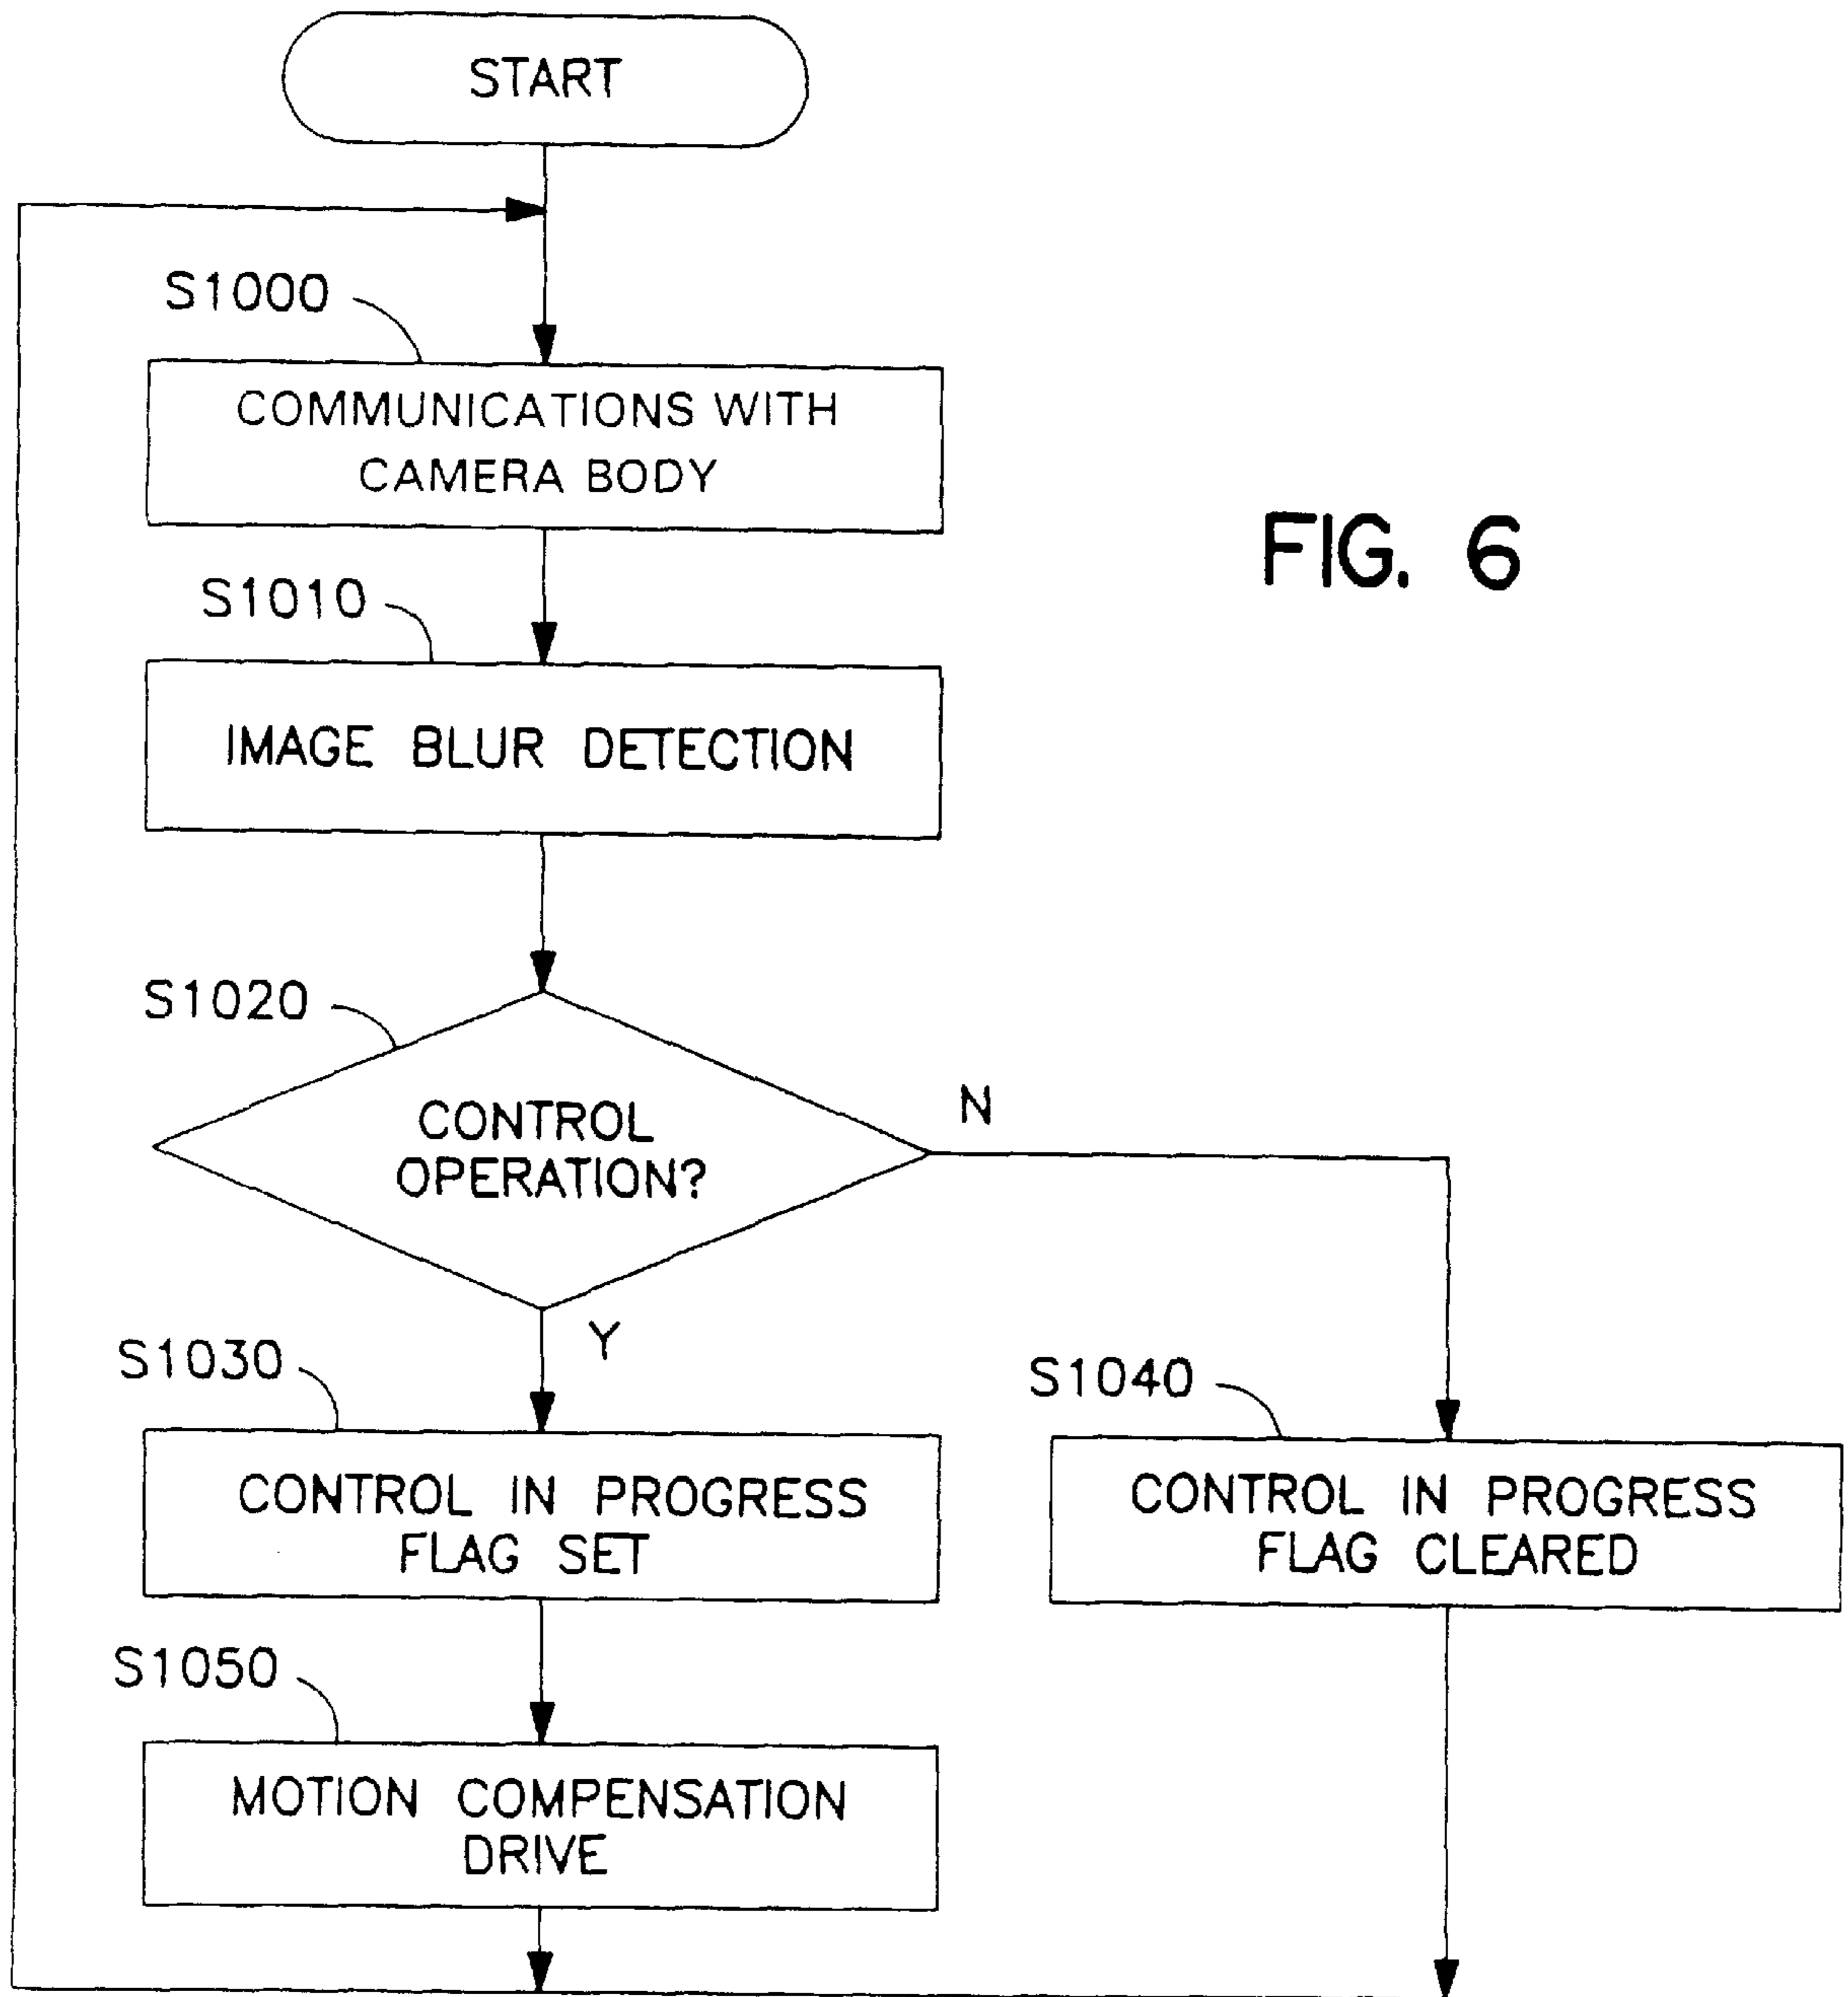 START
S1000
COMMUNICATIONS WITH
CAMERA BODY
FIG. 6
S1010
IMAGE BLUR DETECTION
S1020
CONTROL
OPERATION?
N
Y
S1030
CONTROL IN PROGRESS
FLAG SET
S1040
CONTROL IN PROGRESS
FLAG CLEARED
S1050
MOTION COMPENSATION
DRIVE